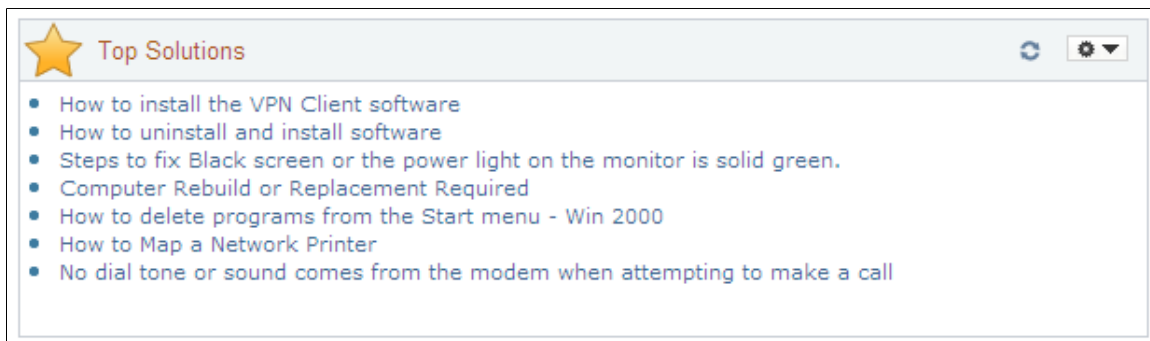 Top Solutions
How to install the VPN Client software
How to uninstall and install software
Steps to fix Black screen or the power light on the monitor is solid green.
Computer Rebuild or Replacement Required
How to delete programs from the Start menu - Win 2000
How to Map a Network Printer
No dial tone or sound comes from the modem when attempting to make a call